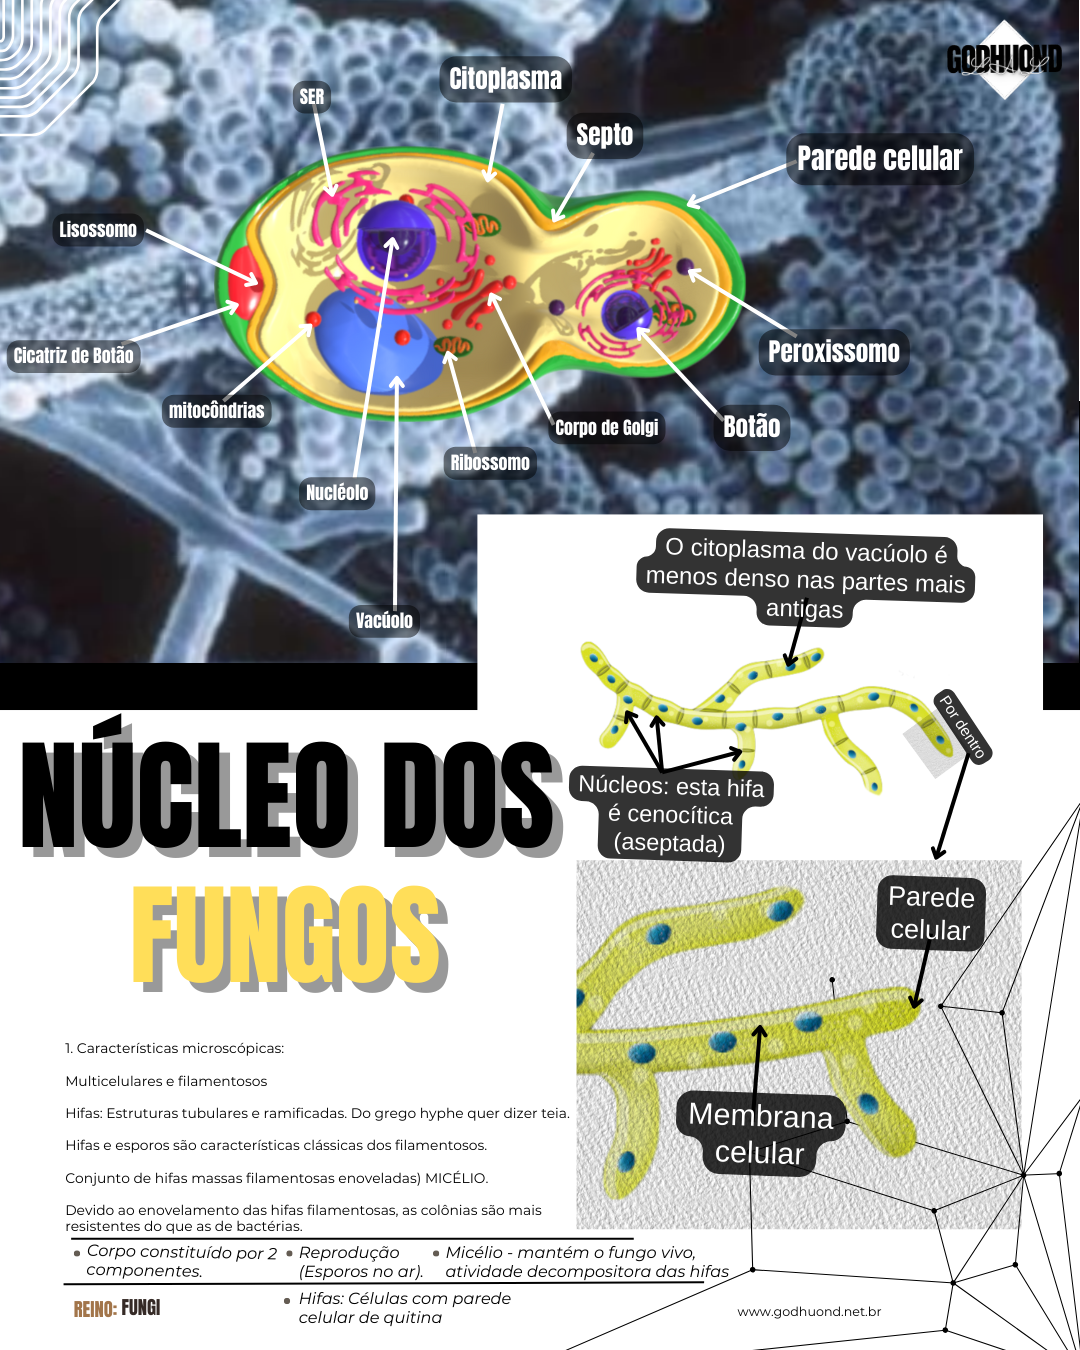 GODHUOND
SER
Citoplasma
Septo
Parede celular
Lisossomo
Cicatriz de Botão
mitocôndrias
Peroxissomo
Botão
Corpo de Golgi
Ribossomo
Nucléolo
Vacúolo
O citoplasma do vacúolo é
menos denso nas partes mais
antigas
Por dentro
Núcleos: esta hifa
é cenocítica
(aseptada)
NÚCLEO DOS
FUNGOS
Parede
celular
Membrana
celular
1. Características microscópicas:
Multicelulares e filamentosos
Hifas: Estruturas tubulares e ramificadas. Do grego hyphe quer dizer teia.
Hifas e esporos são características clássicas dos filamentosos.
Conjunto de hifas massas filamentosas enoveladas) MICÉLIO.
Devido ao enovelamento das hifas filamentosas, as colônias são mais
resistentes do que as de bactérias.
• Corpo constituído por 2
componentes.
• Reprodução
(Esporos no ar).
• Micélio - mantém o fungo vivo,
atividade decompositora das hifas
REINO: FUNGI
• Hifas: Células com parede
celular de quitina
www.godhuond.net.br